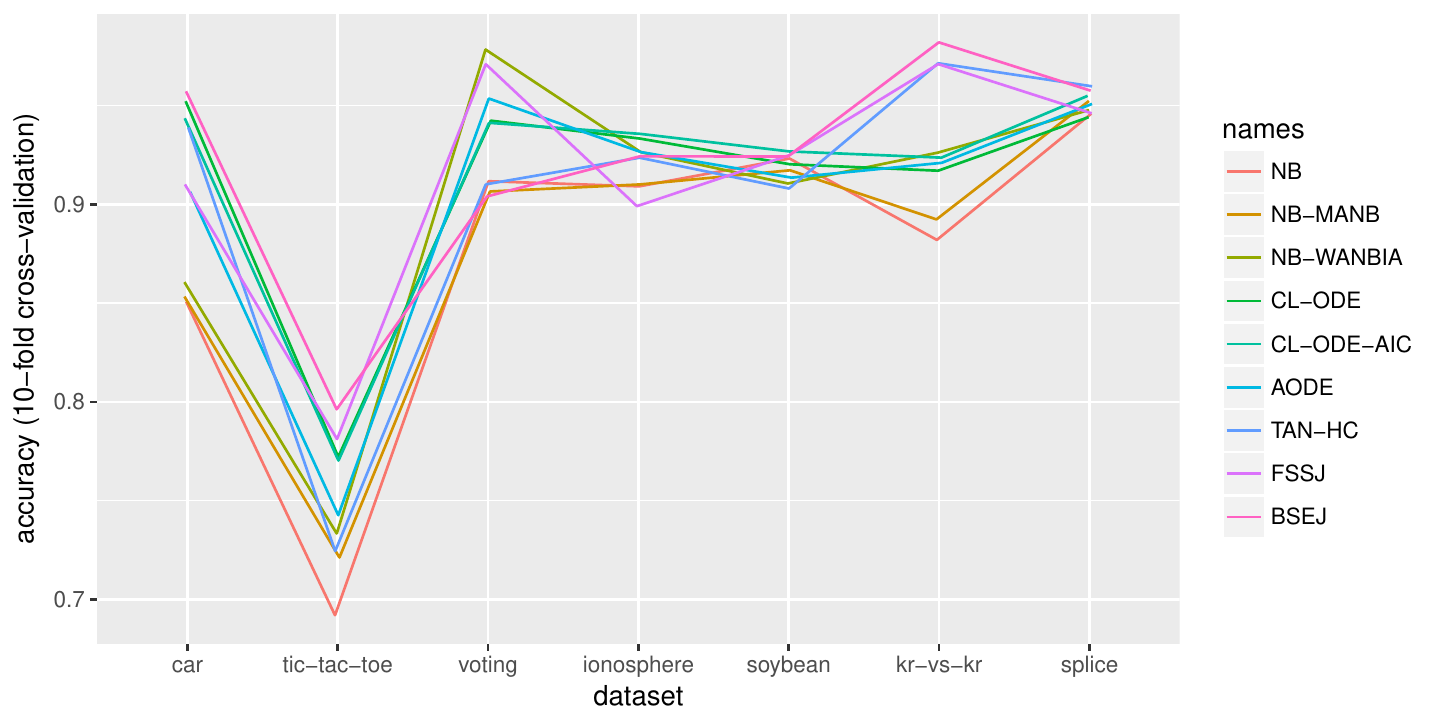 accuracy (10−fold cross−validation)
0.9
0.8
0.7
car tic−tac−toe voting ionosphere soybean kr−vs−kr splice
dataset
names
NB
NB−MANB
NB−WANBIA
CL−ODE
CL−ODE−AIC
AODE
TAN−HC
FSSJ
BSEJ